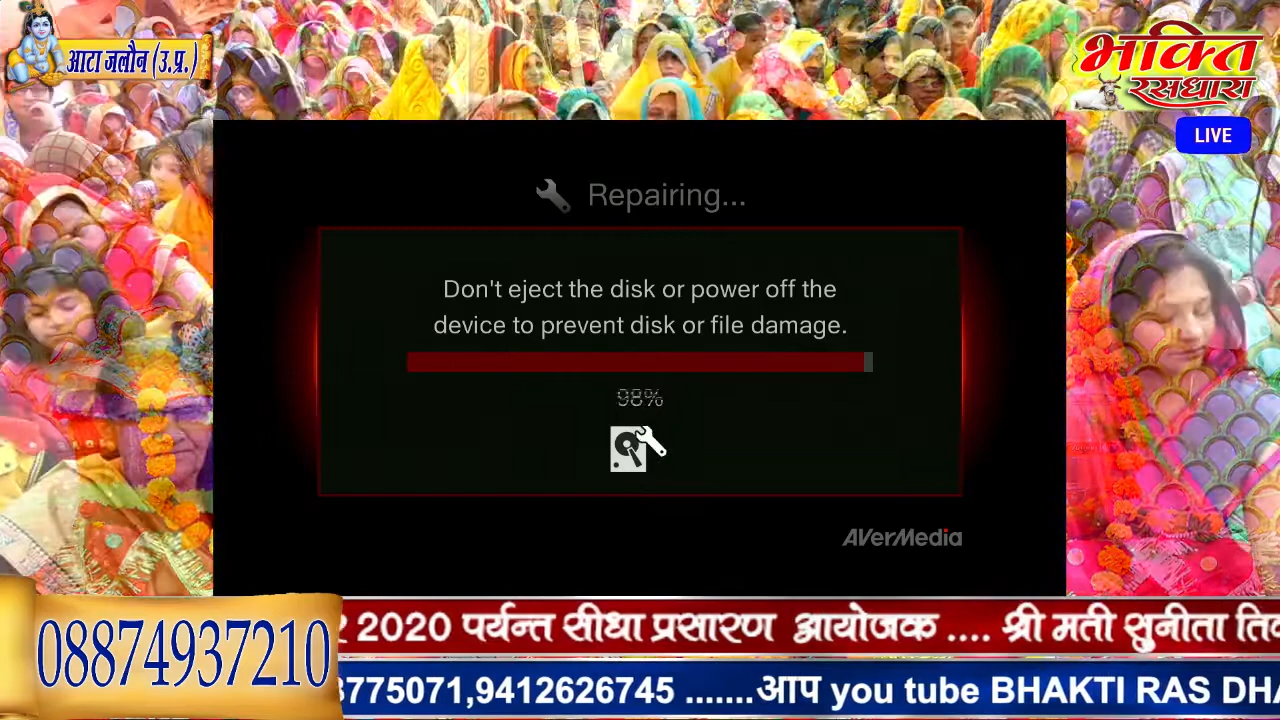 आटा जलौन (उ.प्र.)
भक्ति
रसधारा
LIVE
Repairing...
Don't eject the disk or power off the
device to prevent disk or file damage.
98%
AVerMedia
08874937210
2020 पर्यन्त सीधा प्रसारण आयोजक .... श्री मती सुनीता
775071,9412626745 .......आप you tube BHAKTI RAS